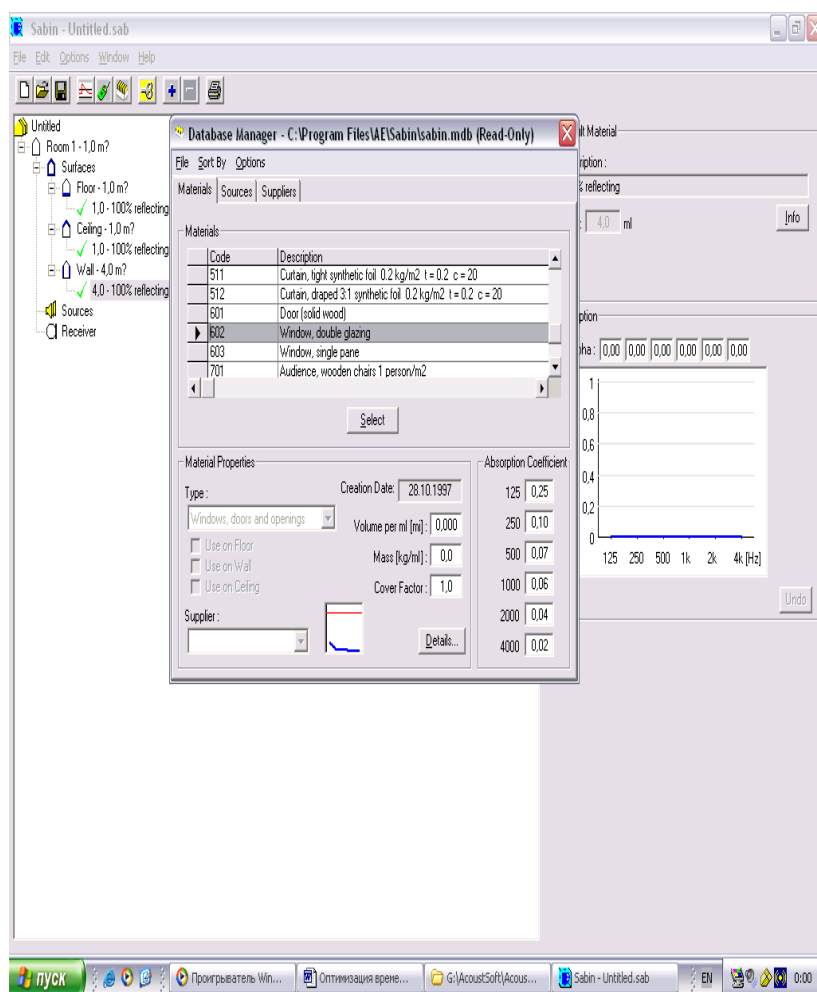 Sabin - Untitled.sab
File Edit Options Window Help
Untitled
Room 1 - 1,0 m?
Surfaces
Floor - 1,0 m?
1,0 - 100% reflecting
Ceiling - 1,0 m?
1,0 - 100% reflecting
Wall - 4,0 m?
4,0 - 100% reflecting
Sources
Receiver
Database Manager - C:\Program Files\AE\Sabin\sabin.mdb (Read-Only)
File Sort By Options
Materials Sources Suppliers
Materials
Code Description
511 Curtain, tight synthetic foil 0.2 kg/m2 t = 0.2 c = 20
512 Curtain, draped 3:1 synthetic foil 0.2 kg/m2 t = 0.2 c = 20
601 Door (solid wood)
602 Window, double glazing
603 Window, single pane
701 Audience, wooden chairs 1 person/m2
Select
Material Properties
Type :
Creation Date: 28.10.1997
Windows, doors and openings
Volume per ml [ml] : 0,000
Use on Floor
Mass [kg/ml] : 0,0
Use on Wall
Use on Ceiling
Cover Factor : 1,0
Supplier :
Details...
Absorption Coefficient
125 0,25
250 0,10
500 0,07
1000 0,06
2000 0,04
4000 0,02
lt Material
ription :
% reflecting
: 4,0 ml
Info
ption
ha : 0,00 0,00 0,00 0,00 0,00 0,00
1
0,8
0,6
0,4
0,2
0
125 250 500 1k 2k 4k [Hz]
Undo
пуск
Проигрыватель Win...
Оптимизация време...
G:\AcoustSoft\Acous...
Sabin - Untitled.sab
EN
0:00